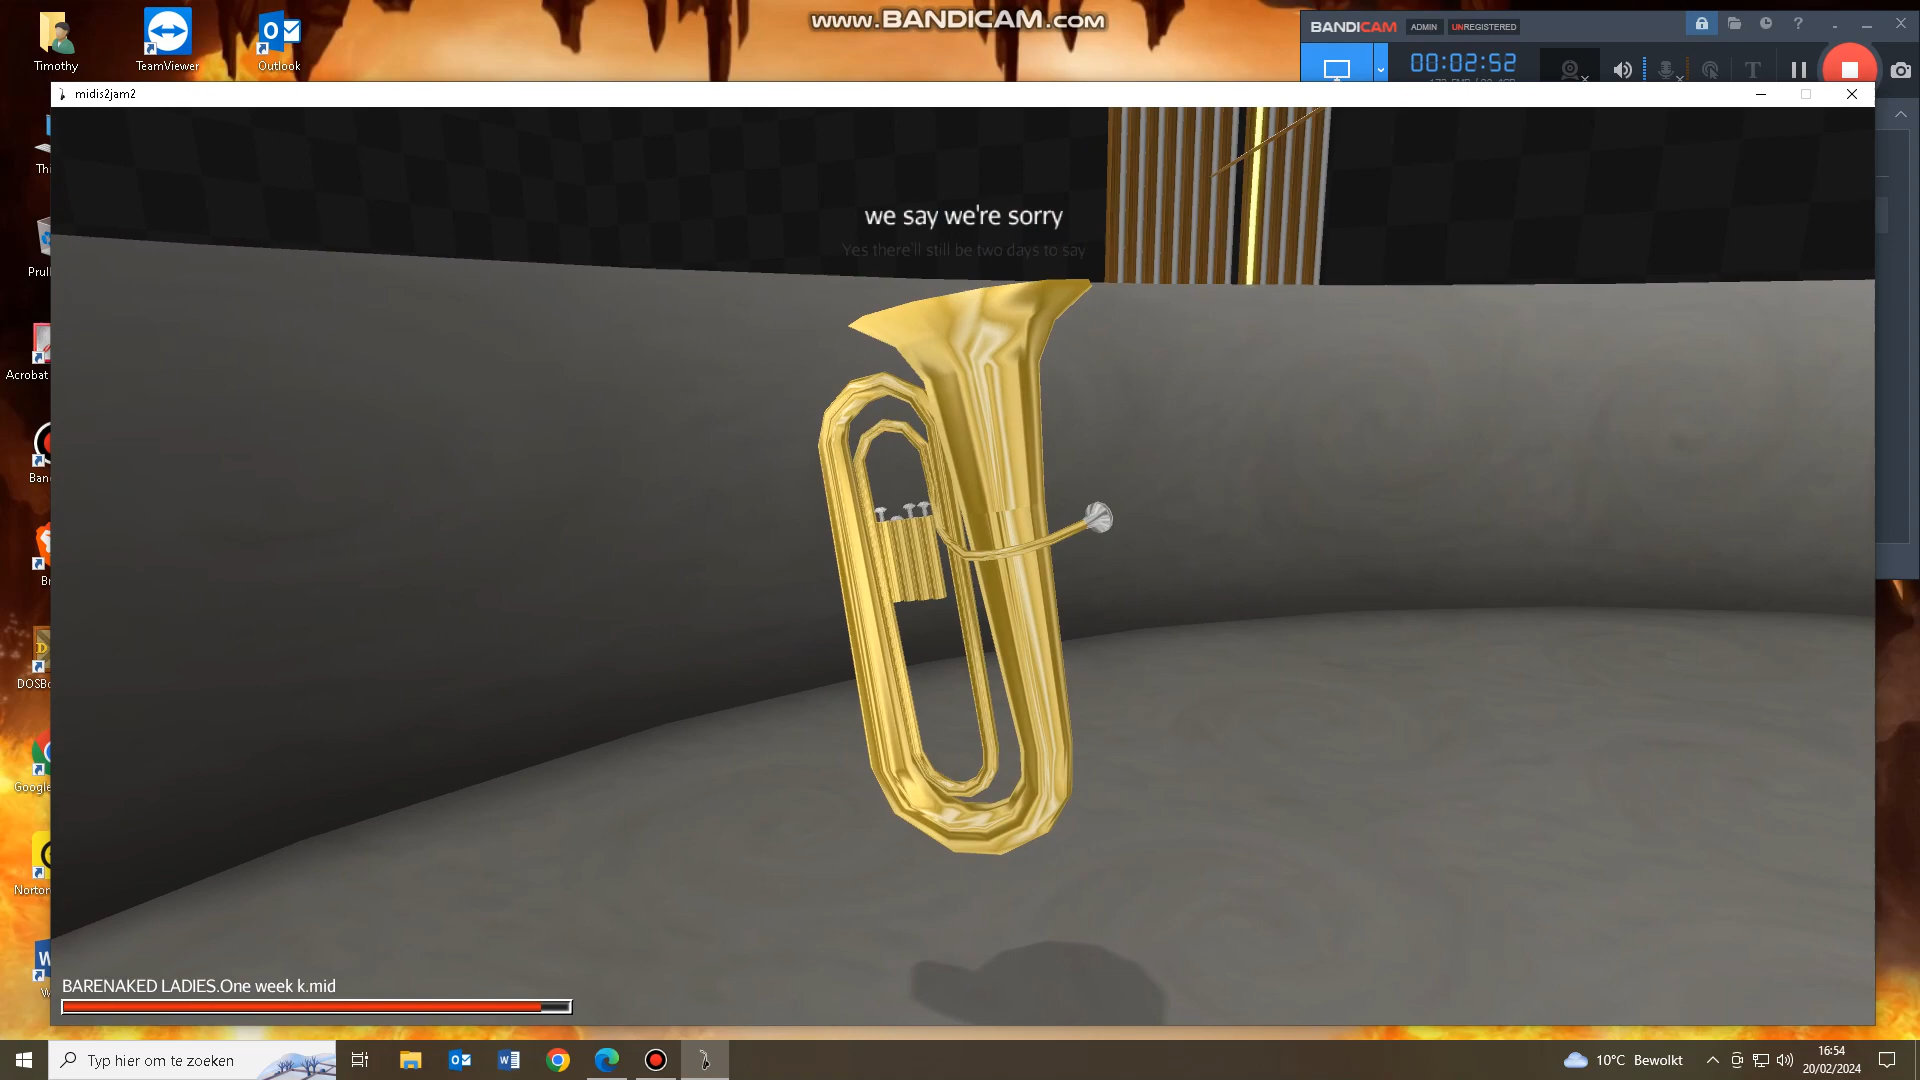 www.BANDICAM.com
BANDICAM
ADMIN
UNREGISTERED
00:02:52
Timothy
TeamViewer
Outlook
midis2jam2
we say we're sorry
Yes there'll still be two days to say
Thi
Prull
Acrobat
Ban
Br
DOSBo
Google
Norton
W
BARENAKED LADIES.One week k.mid
Typ hier om te zoeken
10°C Bewolkt
16:54
20/02/2024